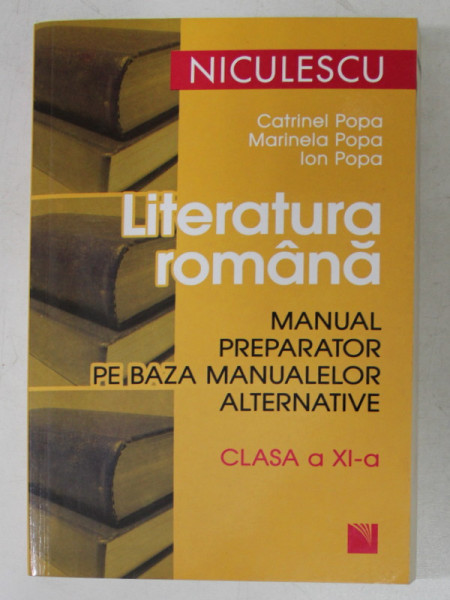 NICULESCU
Catrinel Popa
Marinela Popa
Ion Popa
Literatura
română
MANUAL
PREPARATOR
PE BAZA MANUALELOR
ALTERNATIVE
CLASA a XI-a